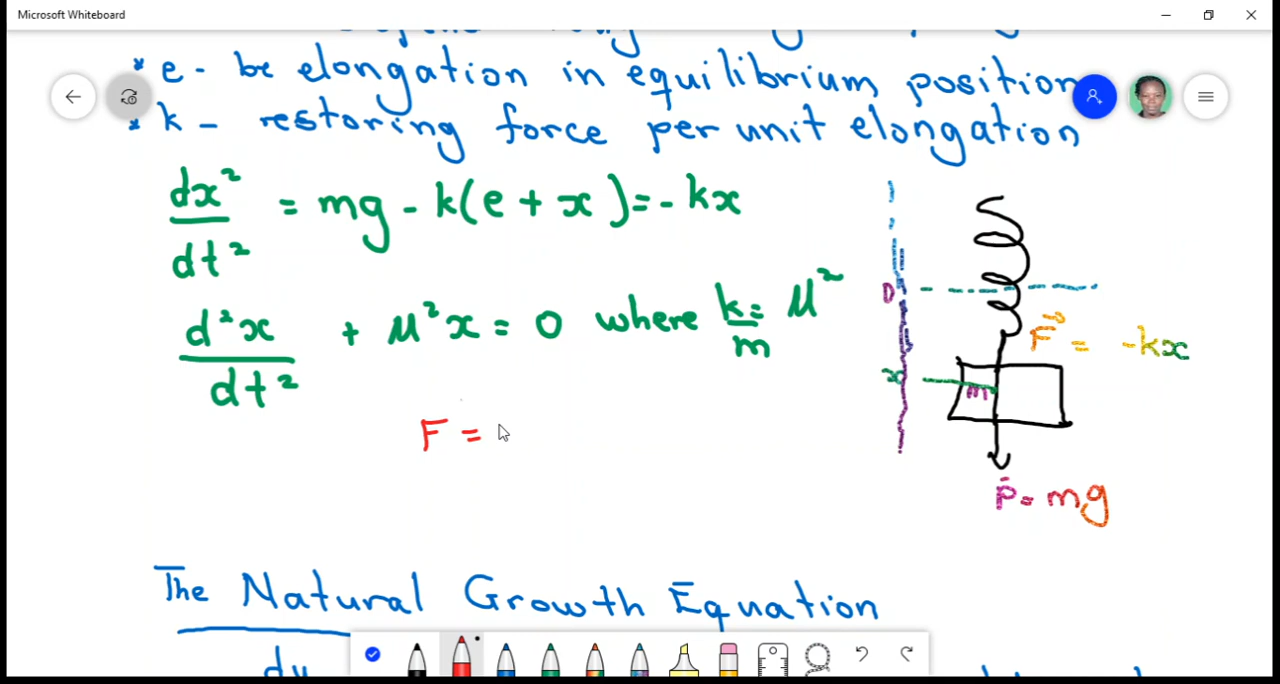 Microsoft Whiteboard
* e - be elongation in equilibrium position
* k - restoring force per unit elongation
dx²/dt² = mg - k(e + x) = - kx
d²x/dt² + μ²x = 0 where k/m = μ²
F =
O
F⃗ = -kx
x
m
P = mg
The Natural Growth Equation
dy